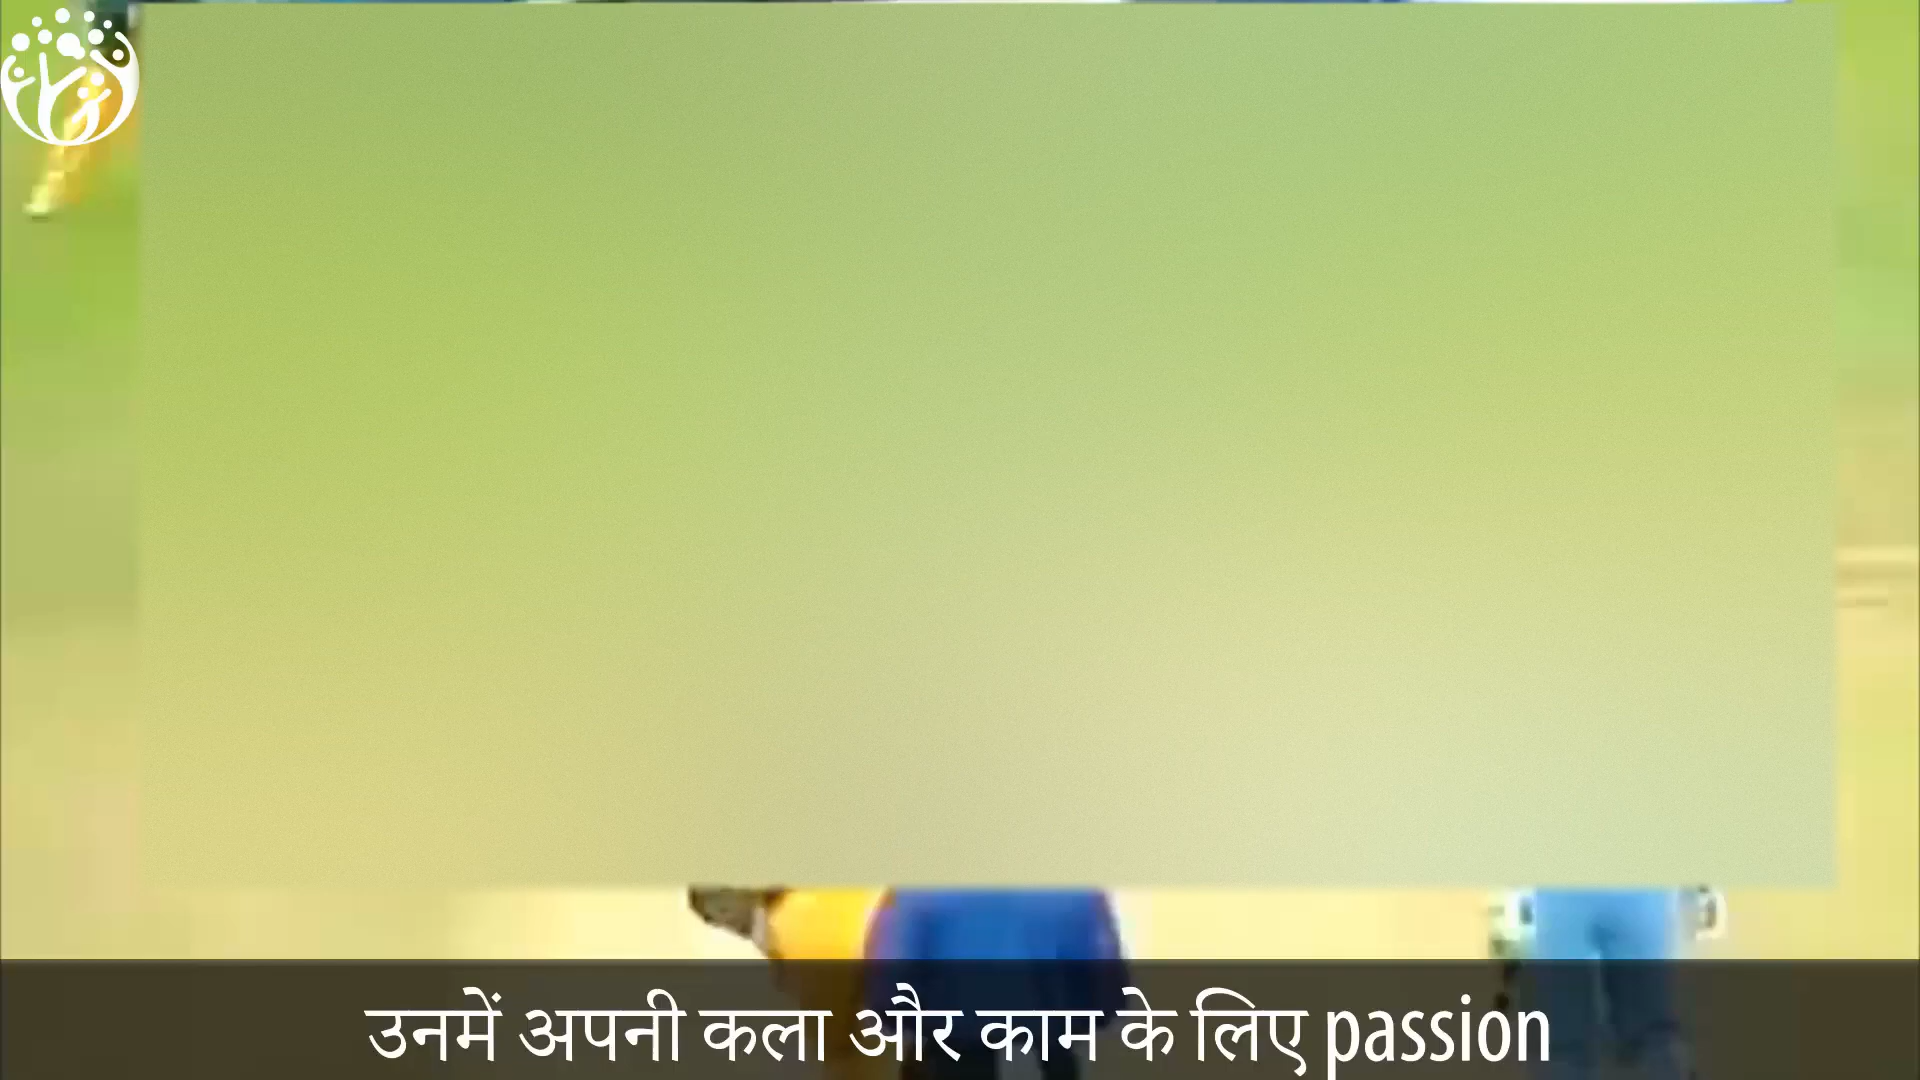 उनमें अपनी कला और काम के लिए passion